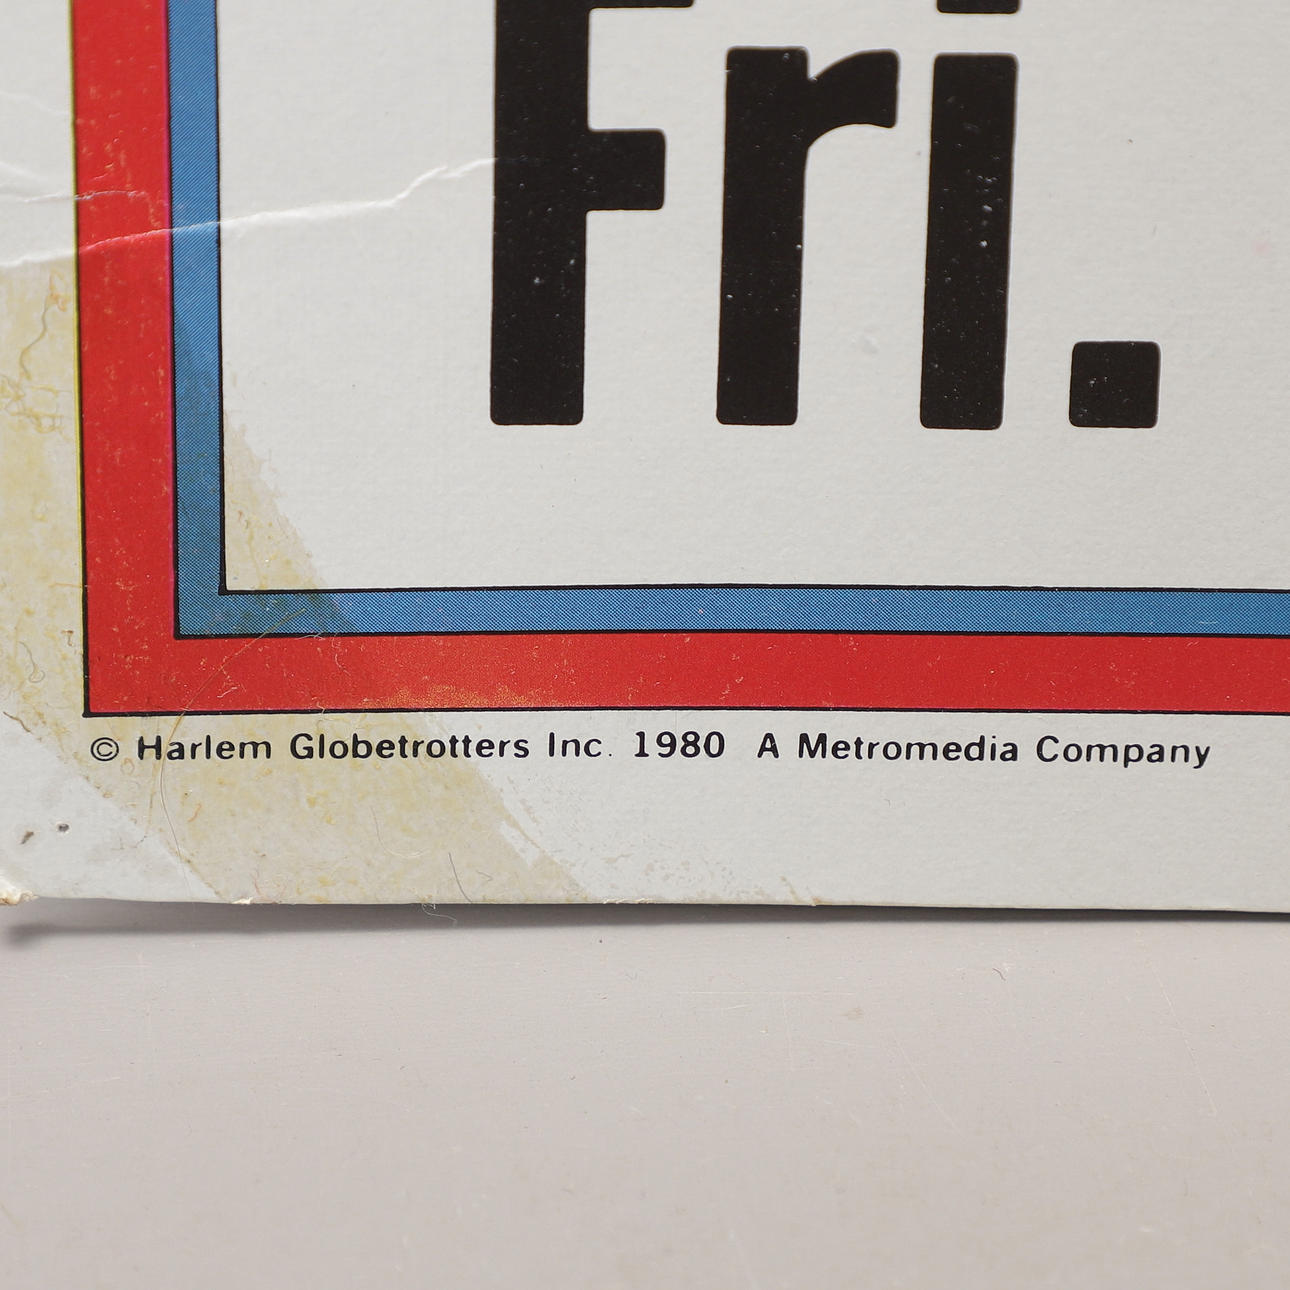 Fri.
© Harlem Globetrotters Inc. 1980 A Metromedia Company